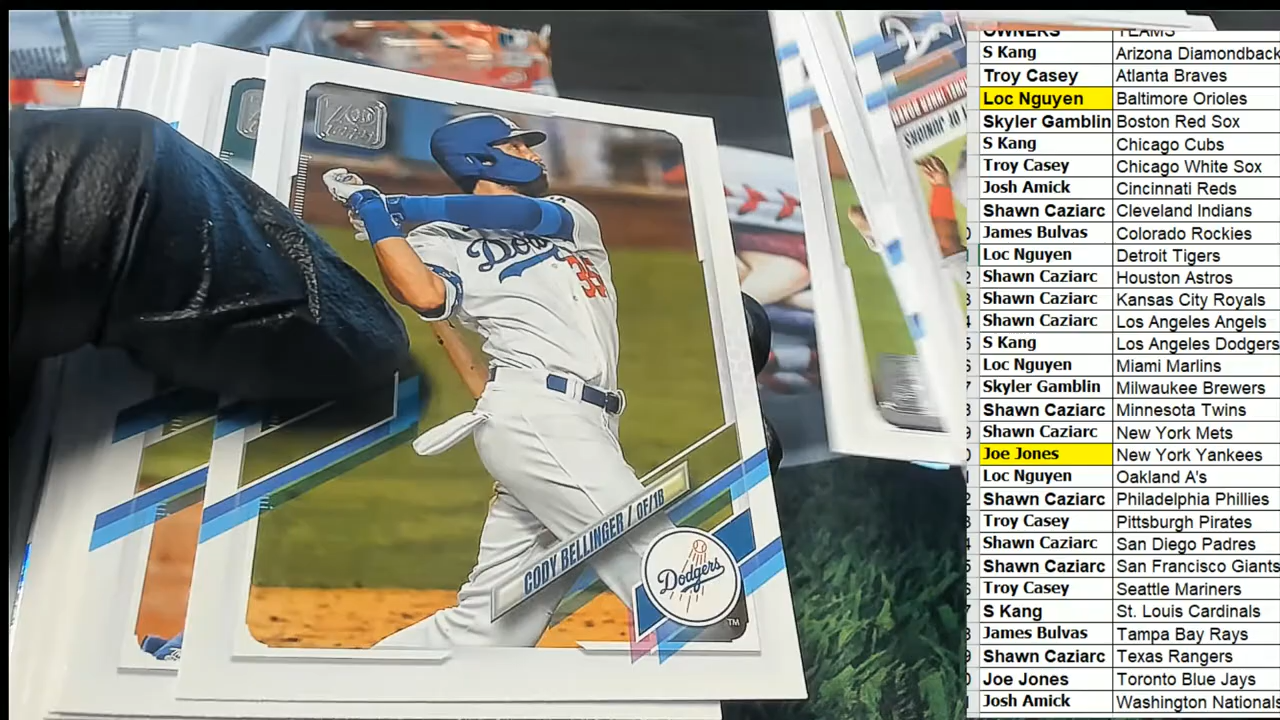 Dodgers
35
CODY BELLINGER / OF/1B
Dodgers
TM
OWNERS TEAMS
S Kang Arizona Diamondback
Troy Casey Atlanta Braves
Loc Nguyen Baltimore Orioles
Skyler Gamblin Boston Red Sox
S Kang Chicago Cubs
Troy Casey Chicago White Sox
Josh Amick Cincinnati Reds
Shawn Caziarc Cleveland Indians
James Bulvas Colorado Rockies
Loc Nguyen Detroit Tigers
Shawn Caziarc Houston Astros
Shawn Caziarc Kansas City Royals
Shawn Caziarc Los Angeles Angels
S Kang Los Angeles Dodgers
Loc Nguyen Miami Marlins
Skyler Gamblin Milwaukee Brewers
Shawn Caziarc Minnesota Twins
Shawn Caziarc New York Mets
Joe Jones New York Yankees
Loc Nguyen Oakland A's
Shawn Caziarc Philadelphia Phillies
Troy Casey Pittsburgh Pirates
Shawn Caziarc San Diego Padres
Shawn Caziarc San Francisco Giants
Troy Casey Seattle Mariners
S Kang St. Louis Cardinals
James Bulvas Tampa Bay Rays
Shawn Caziarc Texas Rangers
Joe Jones Toronto Blue Jays
Josh Amick Washington Nationals